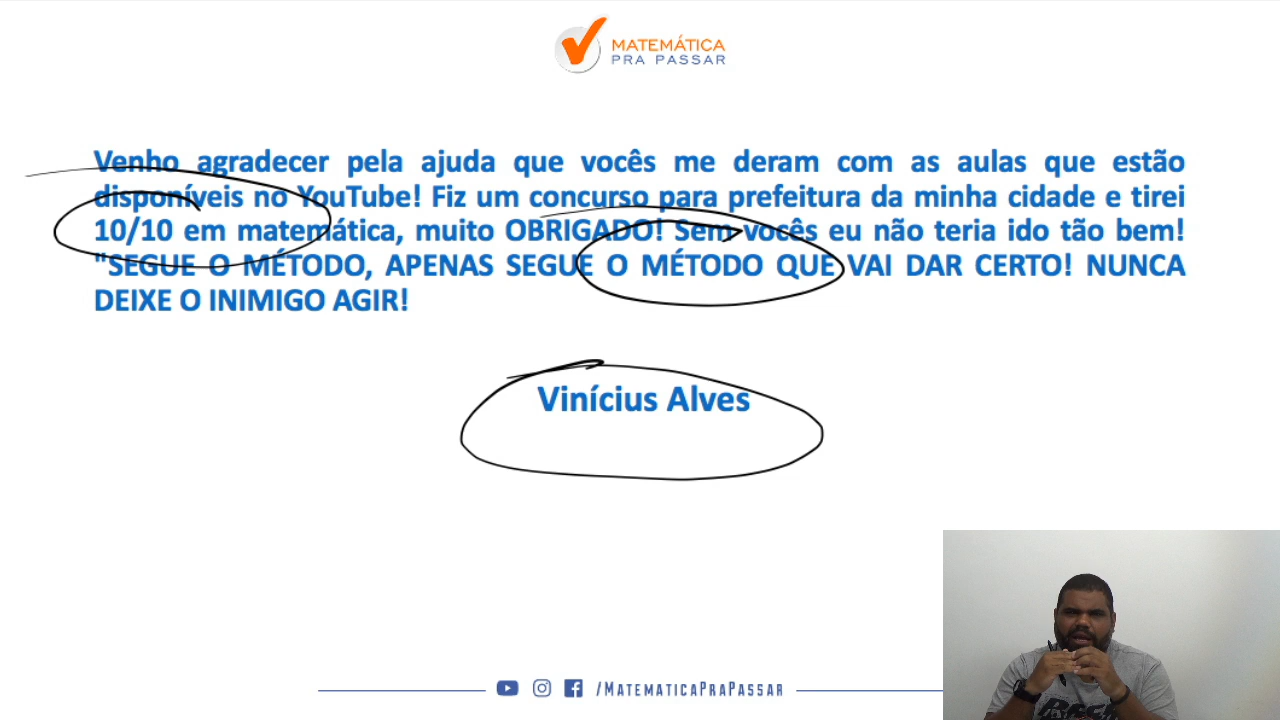 MATEMÁTICA
PRA PASSAR
Venho agradecer pela ajuda que vocês me deram com as aulas que estão
disponíveis no YouTube! Fiz um concurso para prefeitura da minha cidade e tirei
10/10 em matemática, muito OBRIGADO! Sem vocês eu não teria ido tão bem!
"SEGUE O MÉTODO, APENAS SEGUE O MÉTODO QUE VAI DAR CERTO! NUNCA
DEIXE O INIMIGO AGIR!
Vinícius Alves
/MATEMATICAPRAPASSAR